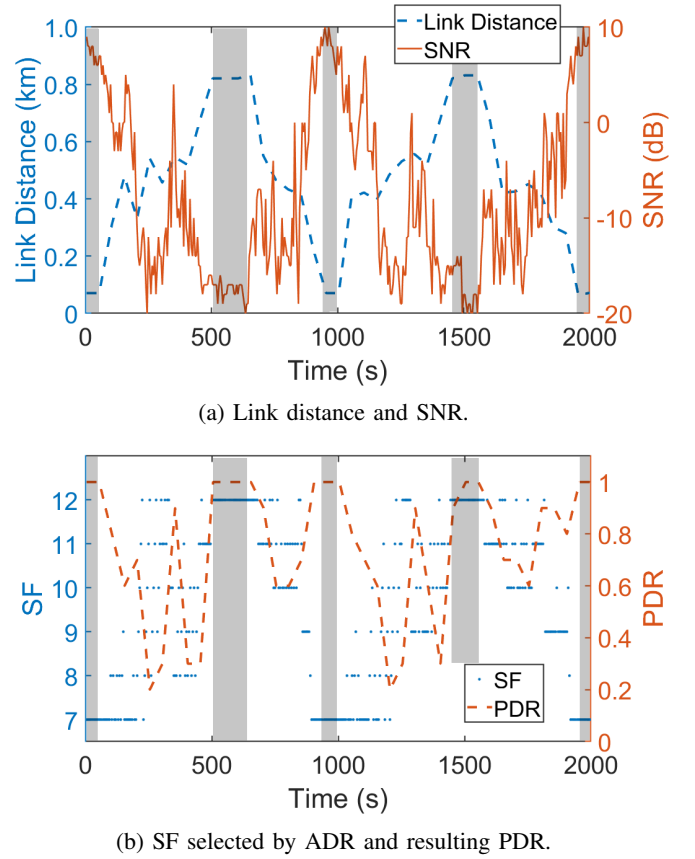 Link Distance
SNR
1.0
0.8
0.6
0.4
0.2
0
Link Distance (km)
10
0
-10
-20
SNR (dB)
0 500 1000 1500 2000
Time (s)
(a) Link distance and SNR.
12
11
10
9
8
7
SF
1
0.8
0.6
0.4
0.2
0
PDR
SF
PDR
0 500 1000 1500 2000
Time (s)
(b) SF selected by ADR and resulting PDR.